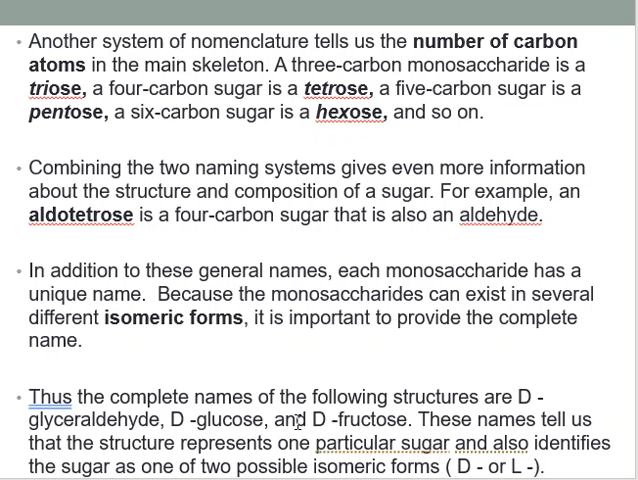 • Another system of nomenclature tells us the number of carbon
atoms in the main skeleton. A three-carbon monosaccharide is a
triose, a four-carbon sugar is a tetrose, a five-carbon sugar is a
pentose, a six-carbon sugar is a hexose, and so on.
• Combining the two naming systems gives even more information
about the structure and composition of a sugar. For example, an
aldotetrose is a four-carbon sugar that is also an aldehyde.
• In addition to these general names, each monosaccharide has a
unique name.  Because the monosaccharides can exist in several
different isomeric forms, it is important to provide the complete
name.
• Thus the complete names of the following structures are D -
glyceraldehyde, D -glucose, and D -fructose. These names tell us
that the structure represents one particular sugar and also identifies
the sugar as one of two possible isomeric forms ( D - or L -).